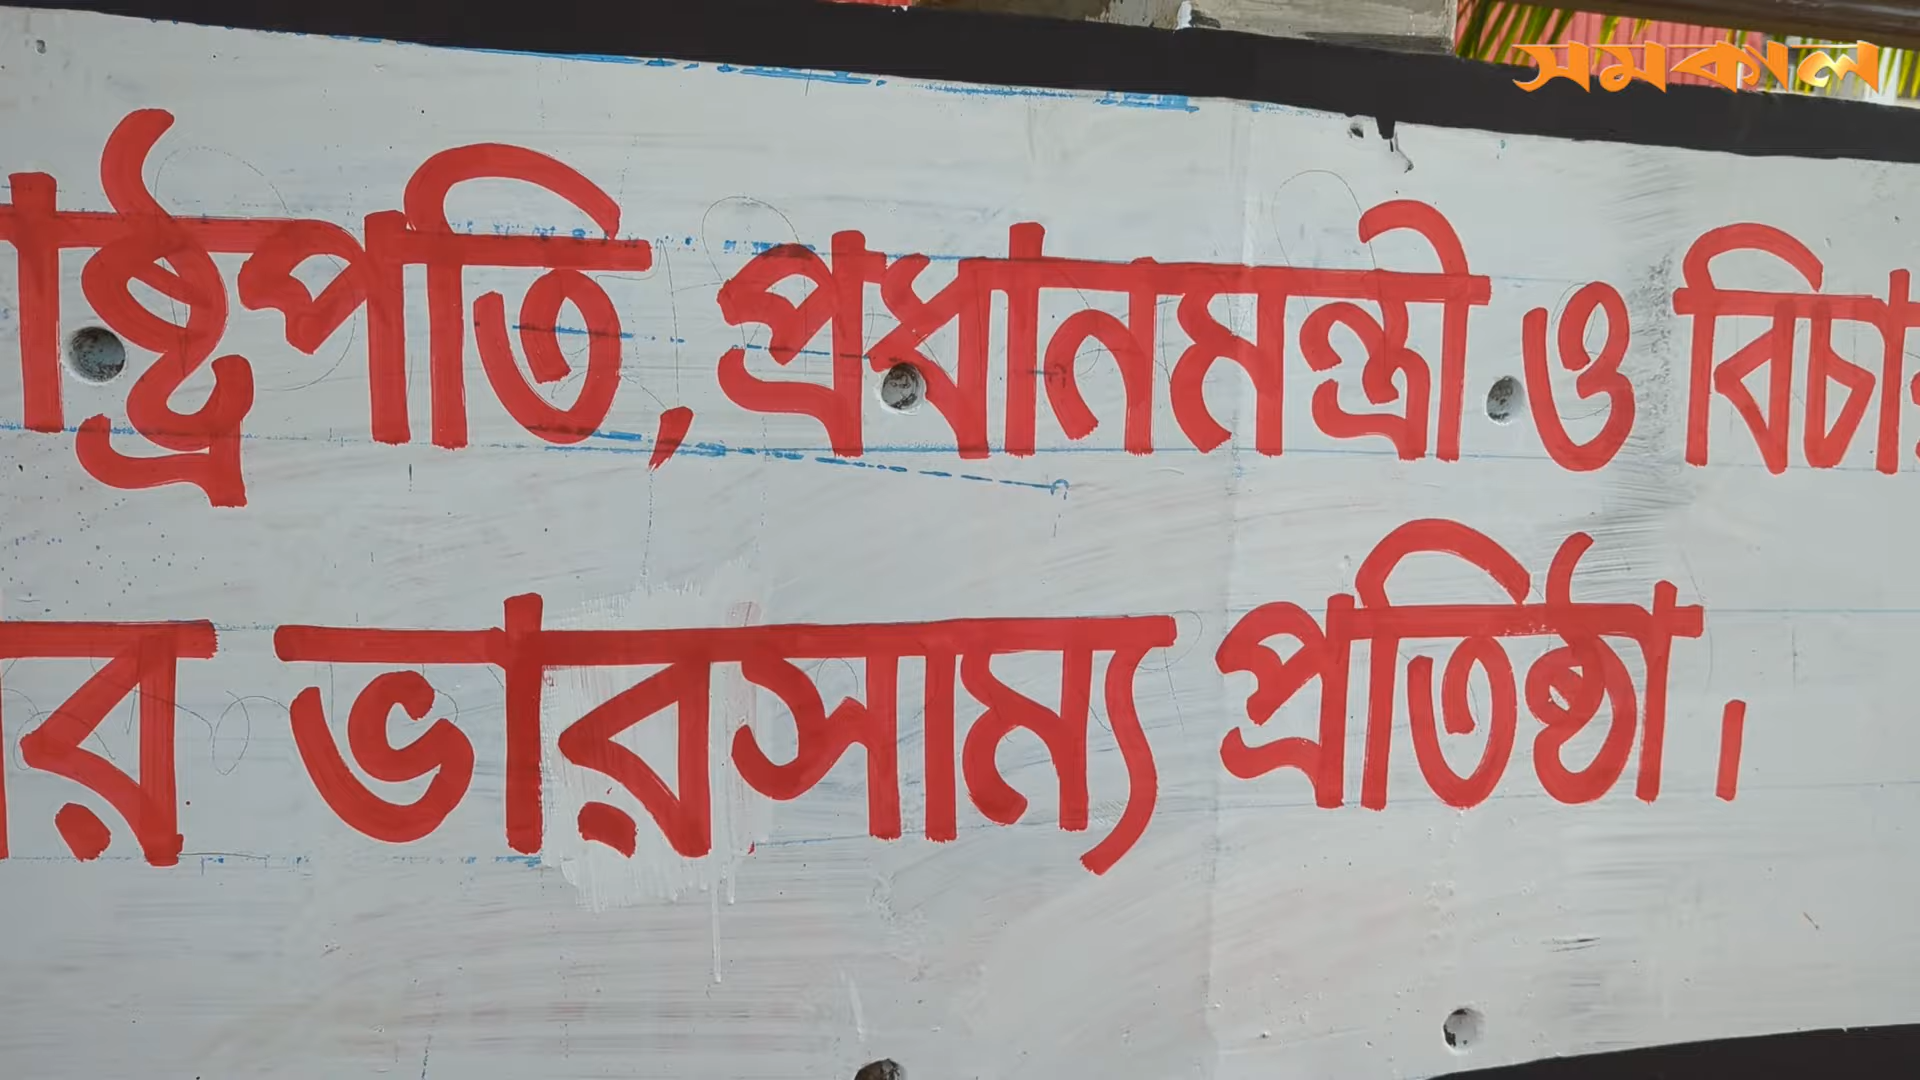 সমকাল
রাষ্ট্রপতি, প্রধানমন্ত্রী ও বিচার
ার ভারসাম্য প্রতিষ্ঠা।